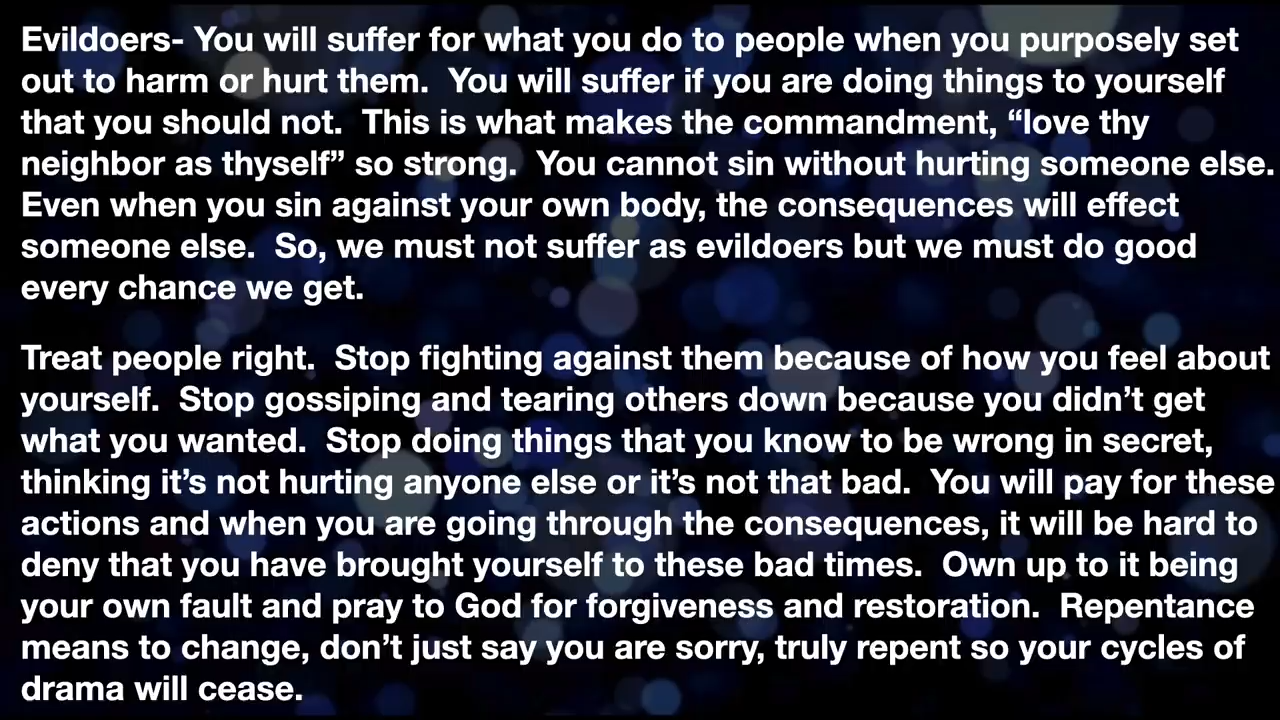 Evildoers- You will suffer for what you do to people when you purposely set
out to harm or hurt them.  You will suffer if you are doing things to yourself
that you should not.  This is what makes the commandment, “love thy
neighbor as thyself” so strong.  You cannot sin without hurting someone else.
Even when you sin against your own body, the consequences will effect
someone else.  So, we must not suffer as evildoers but we must do good
every chance we get.
Treat people right.  Stop fighting against them because of how you feel about
yourself.  Stop gossiping and tearing others down because you didn’t get
what you wanted.  Stop doing things that you know to be wrong in secret,
thinking it’s not hurting anyone else or it’s not that bad.  You will pay for these
actions and when you are going through the consequences, it will be hard to
deny that you have brought yourself to these bad times.  Own up to it being
your own fault and pray to God for forgiveness and restoration.  Repentance
means to change, don’t just say you are sorry, truly repent so your cycles of
drama will cease.